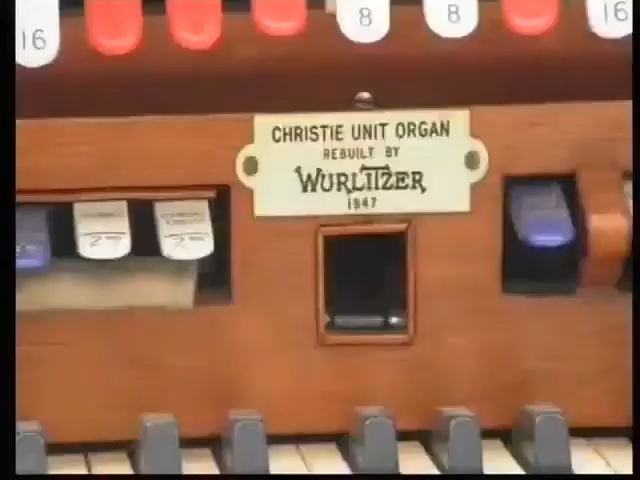 16 8 8 16
CHRISTIE UNIT ORGAN
REBUILT BY
WURLITZER
1947